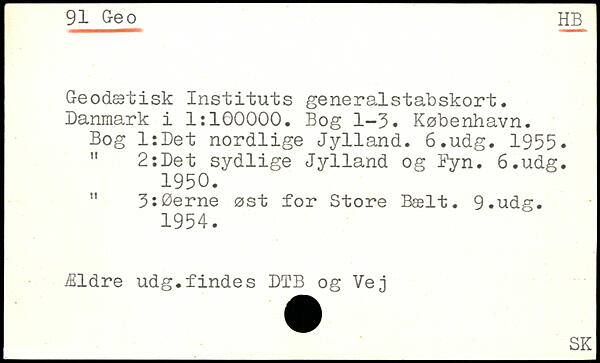 91 Geo HB
Geodætisk Instituts generalstabskort.
Danmark i 1:100000. Bog 1-3. København.
Bog 1:Det nordlige Jylland. 6.udg. 1955.
" 2:Det sydlige Jylland og Fyn. 6.udg.
1950.
" 3:Øerne øst for Store Bælt. 9.udg.
1954.
Ældre udg.findes DTB og Vej
SK